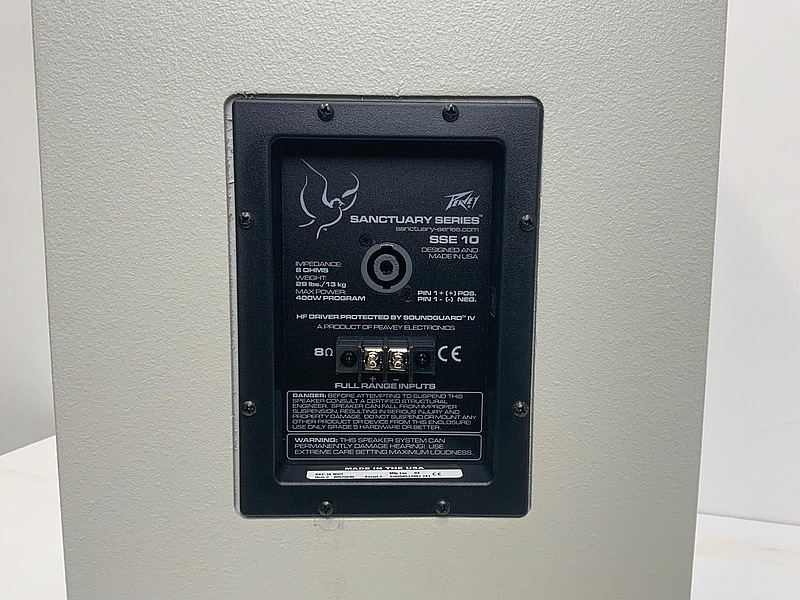 PEAVEY
SANCTUARY SERIES™
sanctuary-series.com
SSE 10
DESIGNED AND
MADE IN USA
IMPEDANCE:
8 OHMS
WEIGHT:
29 lbs./13 kg
MAX POWER:
400W PROGRAM
PIN 1+ (+) POS.
PIN 1- (-) NEG.
HF DRIVER PROTECTED BY SOUNDGUARD™ IV
A PRODUCT OF PEAVEY ELECTRONICS
8Ω
CE
+ −
FULL RANGE INPUTS
DANGER: BEFORE ATTEMPTING TO SUSPEND THIS
SPEAKER CONSULT A CERTIFIED STRUCTURAL
ENGINEER. SPEAKER CAN FALL FROM IMPROPER
SUSPENSION, RESULTING IN SERIOUS INJURY AND
PROPERTY DAMAGE. DO NOT SUSPEND OR MOUNT ANY
OTHER PRODUCT OR DEVICE FROM THIS ENCLOSURE!
USE ONLY GRADE 5 HARDWARE OR BETTER.
WARNING: THIS SPEAKER SYSTEM CAN
PERMANENTLY DAMAGE HEARING! USE
EXTREME CARE SETTING MAXIMUM LOUDNESS.
MADE IN THE USA
CE